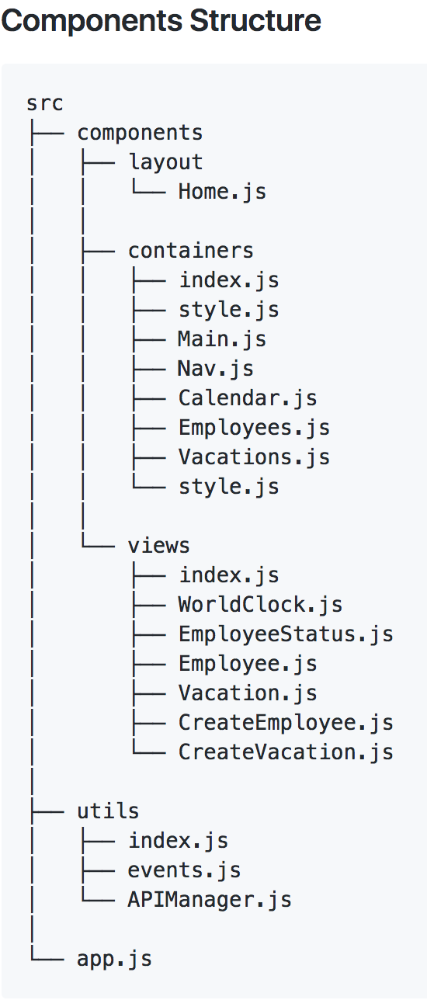 Components Structure
src
├── components
│   ├── layout
│   │   └── Home.js
│   │
│   ├── containers
│   │   ├── index.js
│   │   ├── style.js
│   │   ├── Main.js
│   │   ├── Nav.js
│   │   ├── Calendar.js
│   │   ├── Employees.js
│   │   ├── Vacations.js
│   │   └── style.js
│   │
│   └── views
│       ├── index.js
│       ├── WorldClock.js
│       ├── EmployeeStatus.js
│       ├── Employee.js
│       ├── Vacation.js
│       ├── CreateEmployee.js
│       └── CreateVacation.js
│
├── utils
│   ├── index.js
│   ├── events.js
│   └── APIManager.js
│
└── app.js